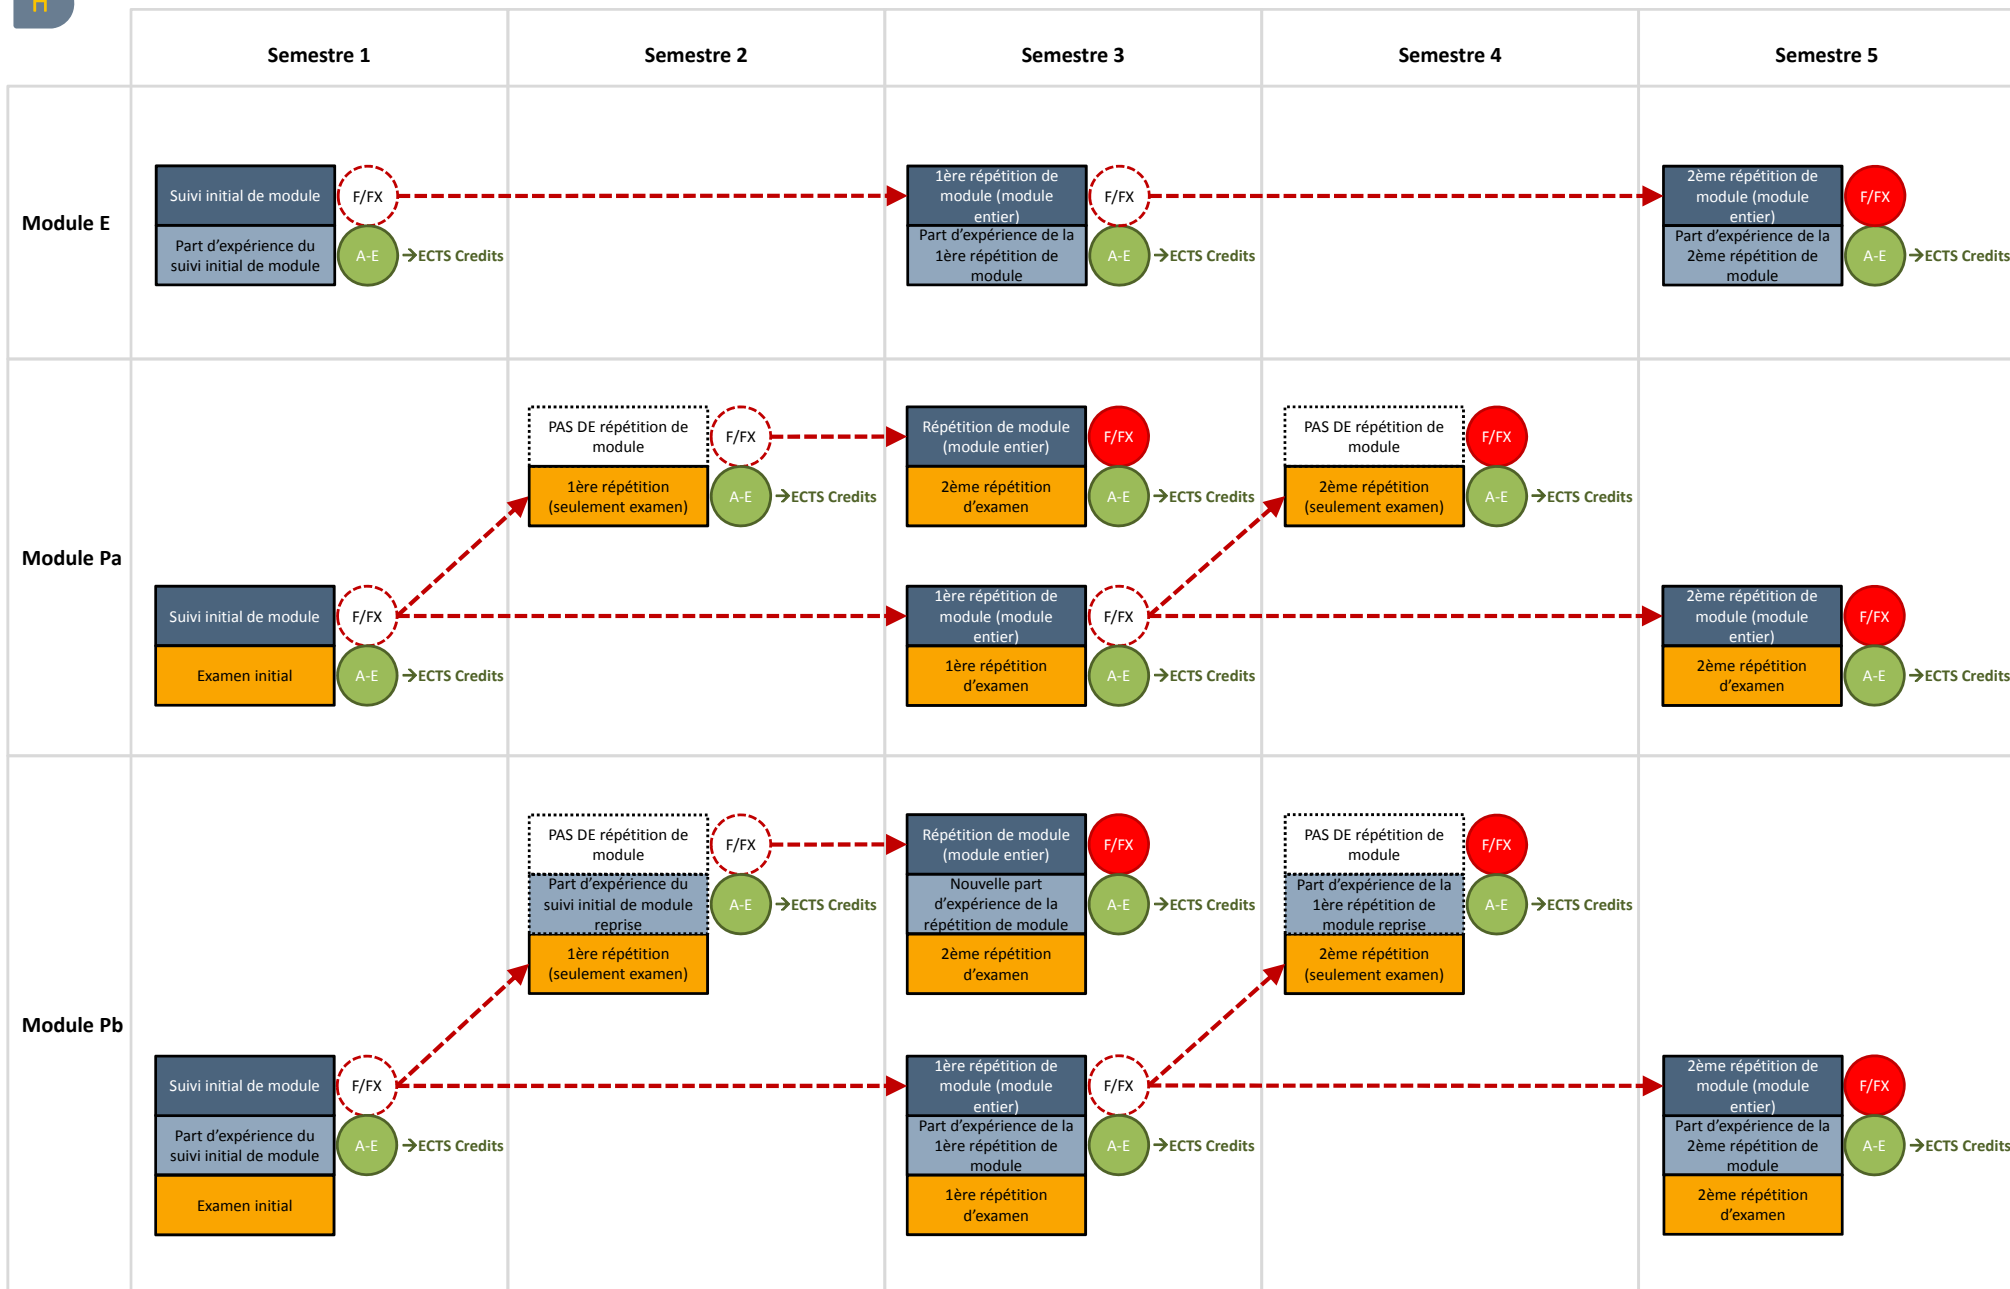 H
Semestre 1
Semestre 2
Semestre 3
Semestre 4
Semestre 5
Module E
Suivi initial de module
F/FX
Part d'expérience du
suivi initial de module
A-E
→ECTS Credits
1ère répétition de
module (module
entier)
F/FX
Part d'expérience de la
1ère répétition de
module
A-E
→ECTS Credits
2ème répétition de
module (module
entier)
F/FX
Part d'expérience de la
2ème répétition de
module
A-E
→ECTS Credits
Module Pa
PAS DE répétition de
module
F/FX
1ère répétition
(seulement examen)
A-E
→ECTS Credits
Répétition de module
(module entier)
F/FX
2ème répétition
d'examen
A-E
→ECTS Credits
PAS DE répétition de
module
F/FX
2ème répétition
(seulement examen)
A-E
→ECTS Credits
Suivi initial de module
F/FX
Examen initial
A-E
→ECTS Credits
1ère répétition de
module (module
entier)
F/FX
1ère répétition
d'examen
A-E
→ECTS Credits
2ème répétition de
module (module
entier)
F/FX
2ème répétition
d'examen
A-E
→ECTS Credits
Module Pb
PAS DE répétition de
module
F/FX
Part d'expérience du
suivi initial de module
reprise
A-E
→ECTS Credits
1ère répétition
(seulement examen)
Répétition de module
(module entier)
F/FX
Nouvelle part
d'expérience de la
répétition de module
A-E
→ECTS Credits
2ème répétition
d'examen
PAS DE répétition de
module
F/FX
Part d'expérience de la
1ère répétition de
module reprise
A-E
→ECTS Credits
2ème répétition
(seulement examen)
Suivi initial de module
F/FX
Part d'expérience du
suivi initial de module
A-E
→ECTS Credits
Examen initial
1ère répétition de
module (module
entier)
F/FX
Part d'expérience de la
1ère répétition de
module
A-E
→ECTS Credits
1ère répétition
d'examen
2ème répétition de
module (module
entier)
F/FX
Part d'expérience de la
2ème répétition de
module
A-E
→ECTS Credits
2ème répétition
d'examen